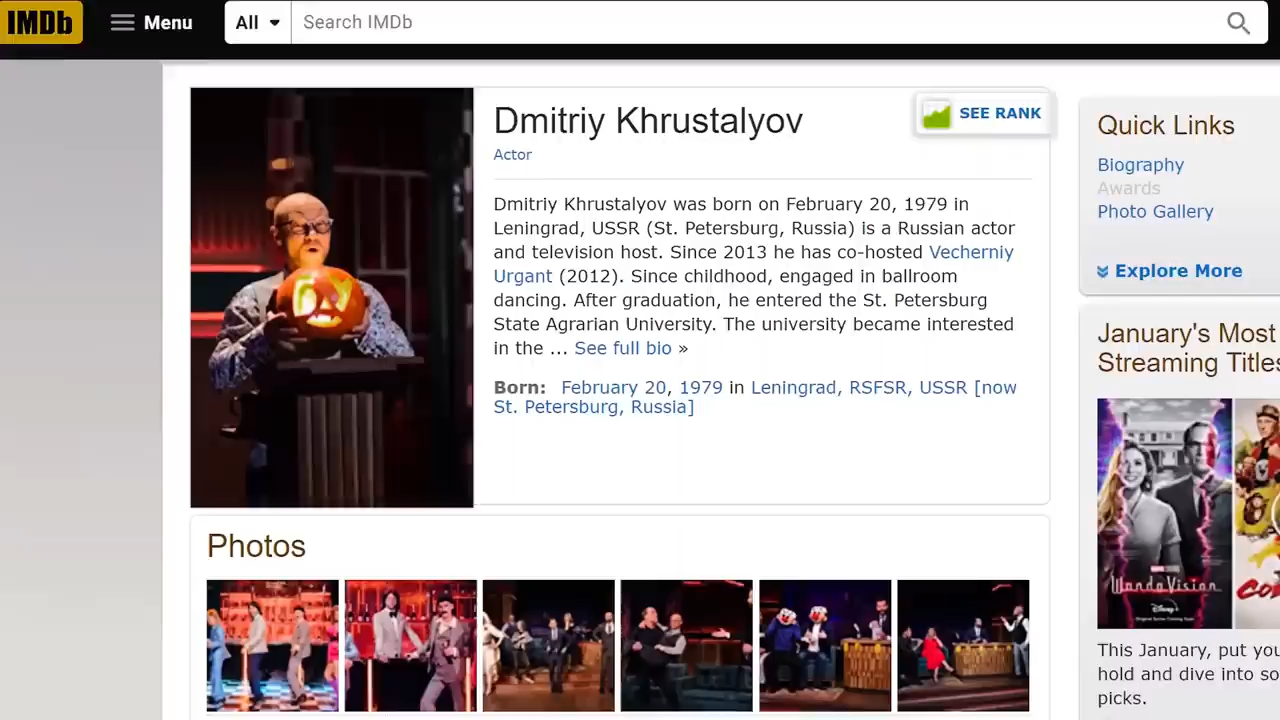 IMDb
Menu
All
Search IMDb
Dmitriy Khrustalyov
SEE RANK
Actor
Dmitriy Khrustalyov was born on February 20, 1979 in
Leningrad, USSR (St. Petersburg, Russia) is a Russian actor
and television host. Since 2013 he has co-hosted Vecherniy
Urgant (2012). Since childhood, engaged in ballroom
dancing. After graduation, he entered the St. Petersburg
State Agrarian University. The university became interested
in the ... See full bio »
Born: February 20, 1979 in Leningrad, RSFSR, USSR [now
St. Petersburg, Russia]
Photos
Quick Links
Biography
Awards
Photo Gallery
Explore More
January's Most
Streaming Titles
WandaVision
Disney+
This January, put you
hold and dive into so
picks.